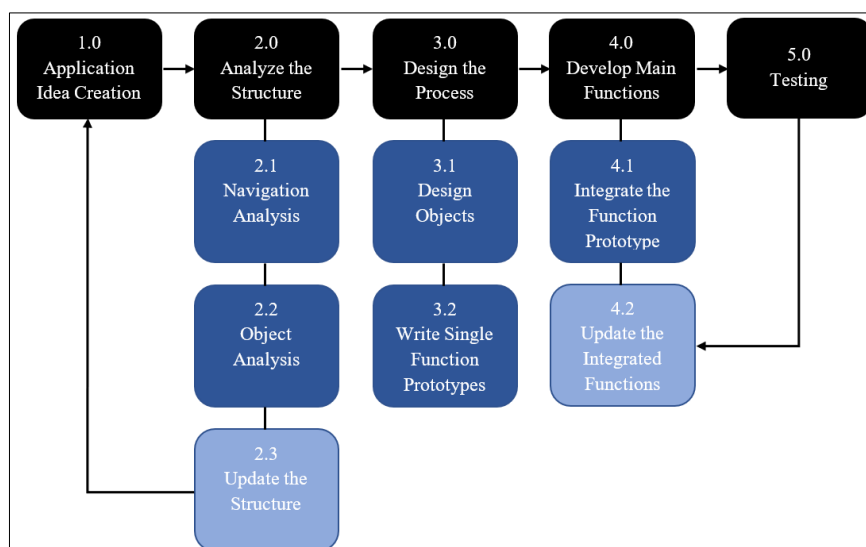 1.0
Application
Idea Creation
2.0
Analyze the
Structure
3.0
Design the
Process
4.0
Develop Main
Functions
5.0
Testing
2.1
Navigation
Analysis
3.1
Design
Objects
4.1
Integrate the
Function
Prototype
2.2
Object
Analysis
3.2
Write Single
Function
Prototypes
4.2
Update the
Integrated
Functions
2.3
Update the
Structure